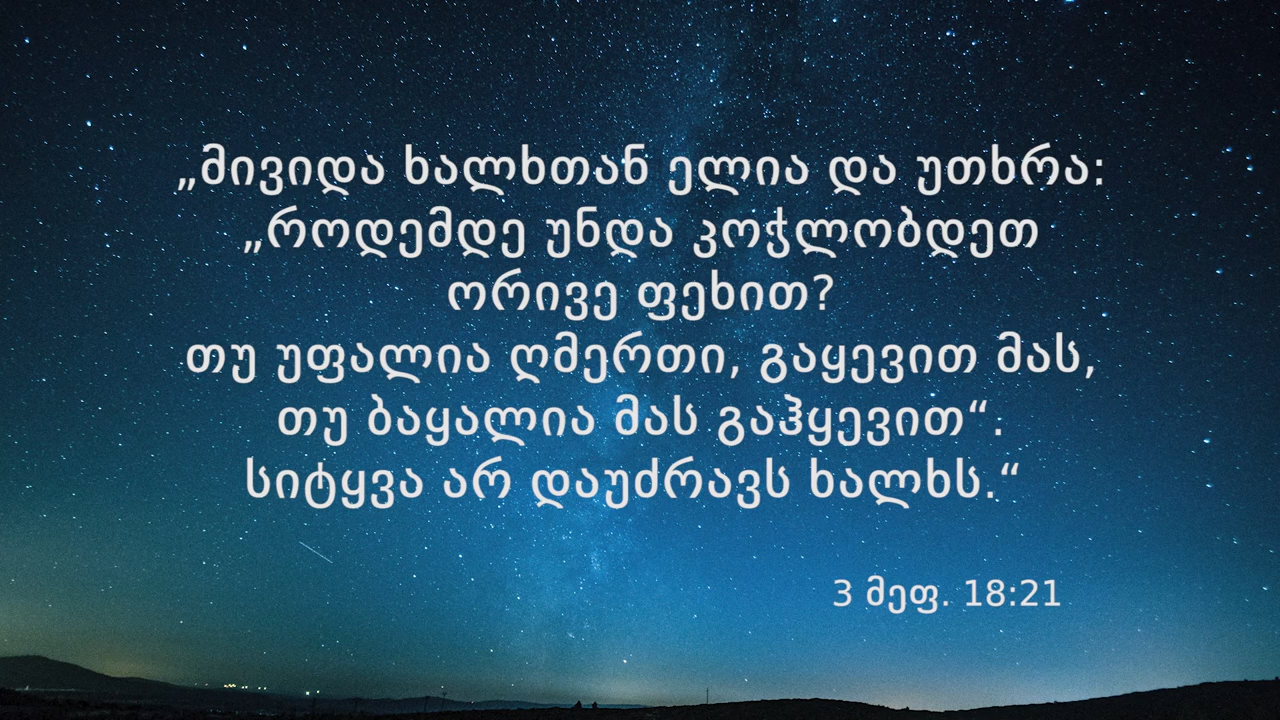 „მივიდა ხალხთან ელია და უთხრა:
„როდემდე უნდა კოჭლობდეთ
ორივე ფეხით?
თუ უფალია ღმერთი, გაყევით მას,
თუ ბაყალია მას გაჰყევით“.
სიტყვა არ დაუძრავს ხალხს.“
3 მეფ. 18:21